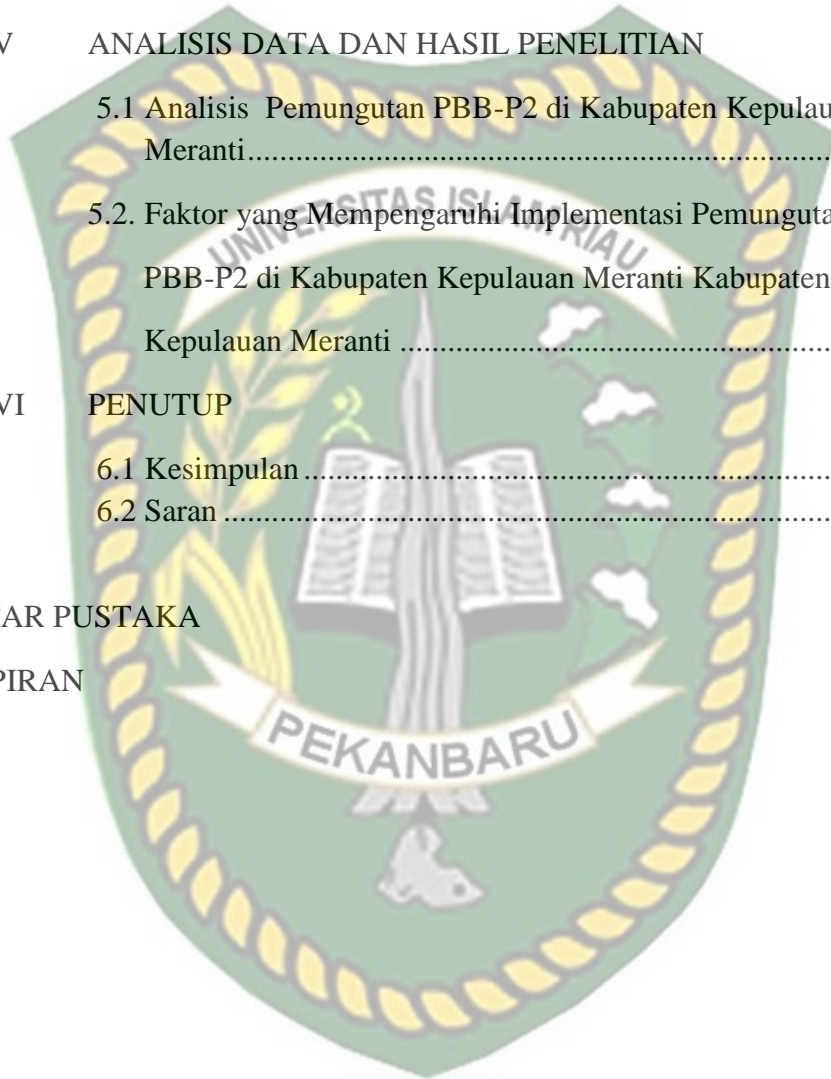 V ANALISIS DATA DAN HASIL PENELITIAN
5.1 Analisis Pemungutan PBB-P2 di Kabupaten Kepulau
Meranti.......................................................................
5.2. Faktor yang Mempengaruhi Implementasi Pemunguta
PBB-P2 di Kabupaten Kepulauan Meranti Kabupaten
Kepulauan Meranti .....................................................
VI PENUTUP
6.1 Kesimpulan .................................................................
6.2 Saran ...........................................................................
AR PUSTAKA
PIRAN
UNIVERSITAS ISLAM RIAU
PEKANBARU